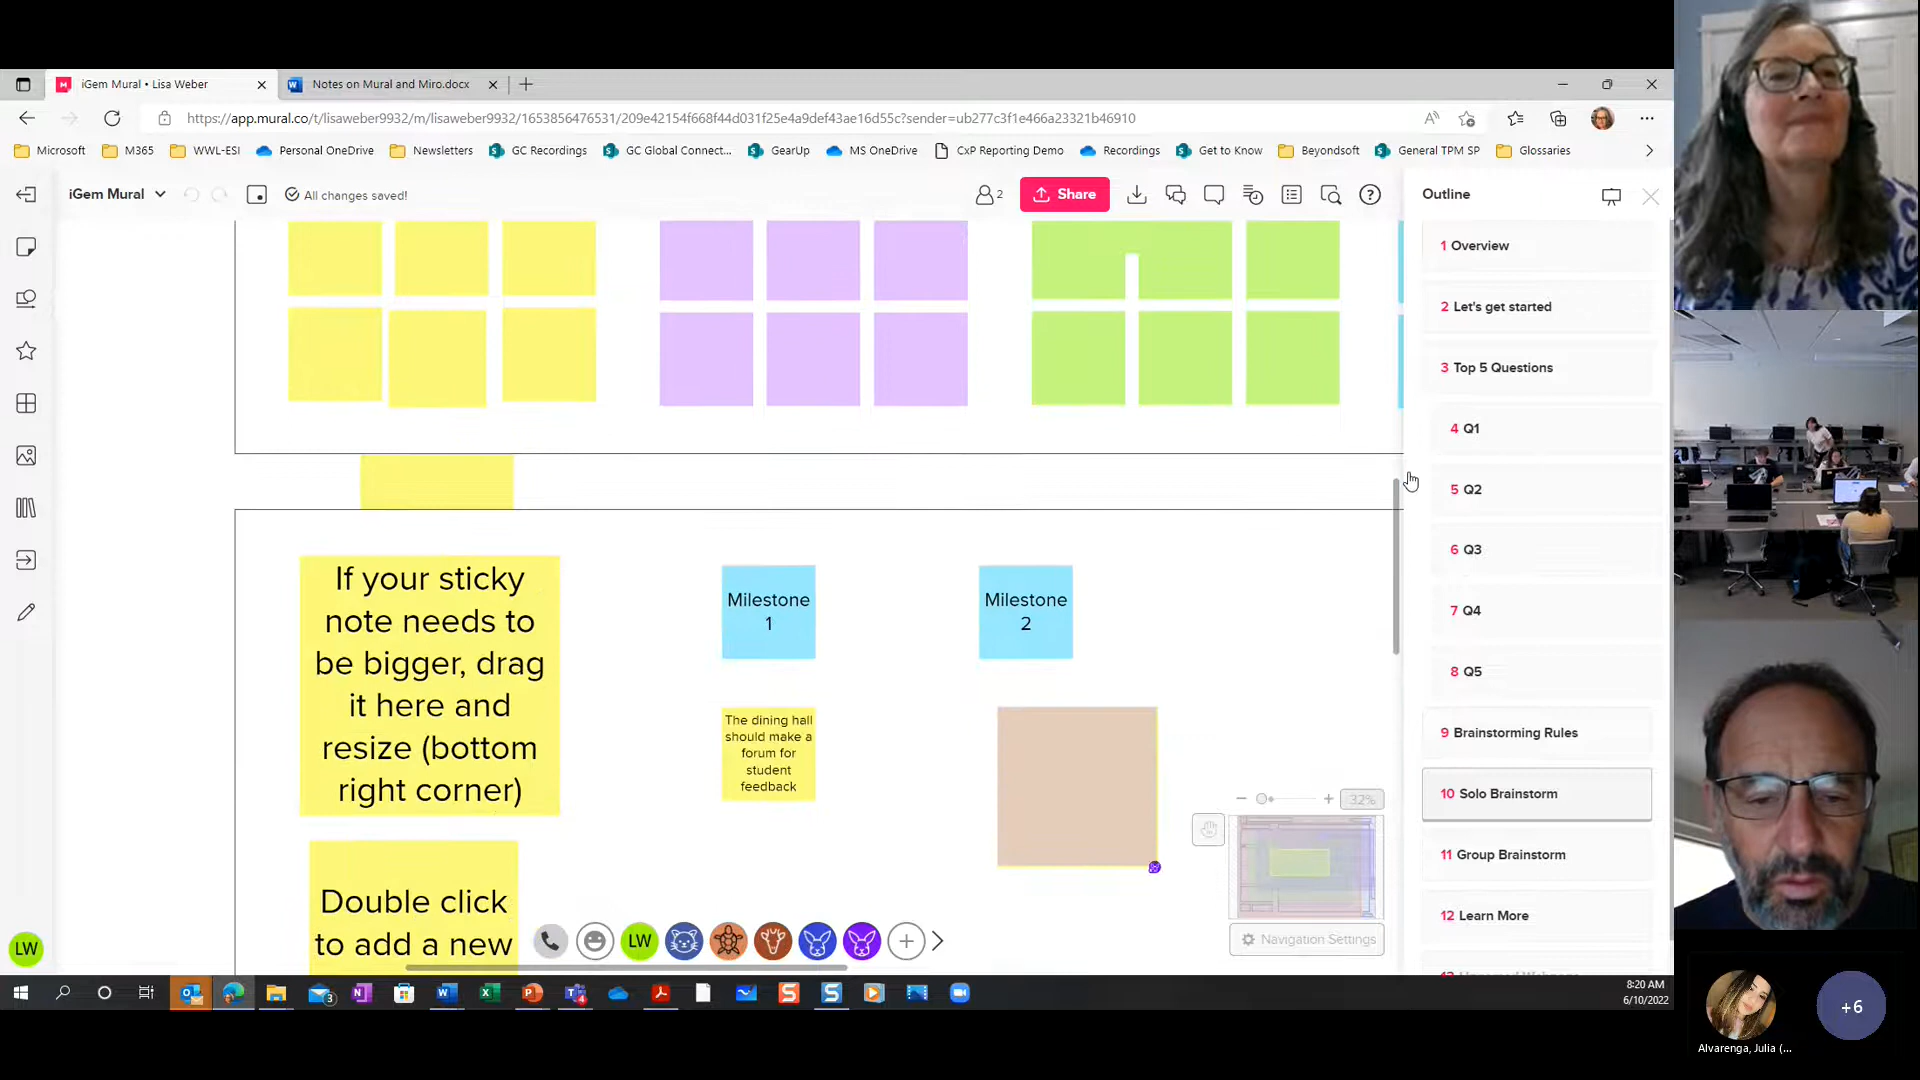 iGem Mural • Lisa Weber
Notes on Mural and Miro.docx
https://app.mural.co/t/lisaweber9932/m/lisaweber9932/1653856476531/209e42154f668f44d031f25e4a9def43ae16d55c?sender=ub277c3f1e466a23321b46910
Microsoft M365 WWL-ESI Personal OneDrive Newsletters GC Recordings GC Global Connect... GearUp MS OneDrive CxP Reporting Demo Recordings Get to Know Beyondsoft General TPM SP Glossaries
iGem Mural
All changes saved!
2
Share
Outline
1 Overview
2 Let's get started
3 Top 5 Questions
4 Q1
5 Q2
6 Q3
7 Q4
8 Q5
9 Brainstorming Rules
10 Solo Brainstorm
11 Group Brainstorm
12 Learn More
If your sticky
note needs to
be bigger, drag
it here and
resize (bottom
right corner)
Milestone
1
Milestone
2
The dining hall
should make a
forum for
student
feedback
Double click
to add a new
32%
Navigation Settings
LW
LW
8:20 AM
6/10/2022
Alvarenga, Julia (...
+6